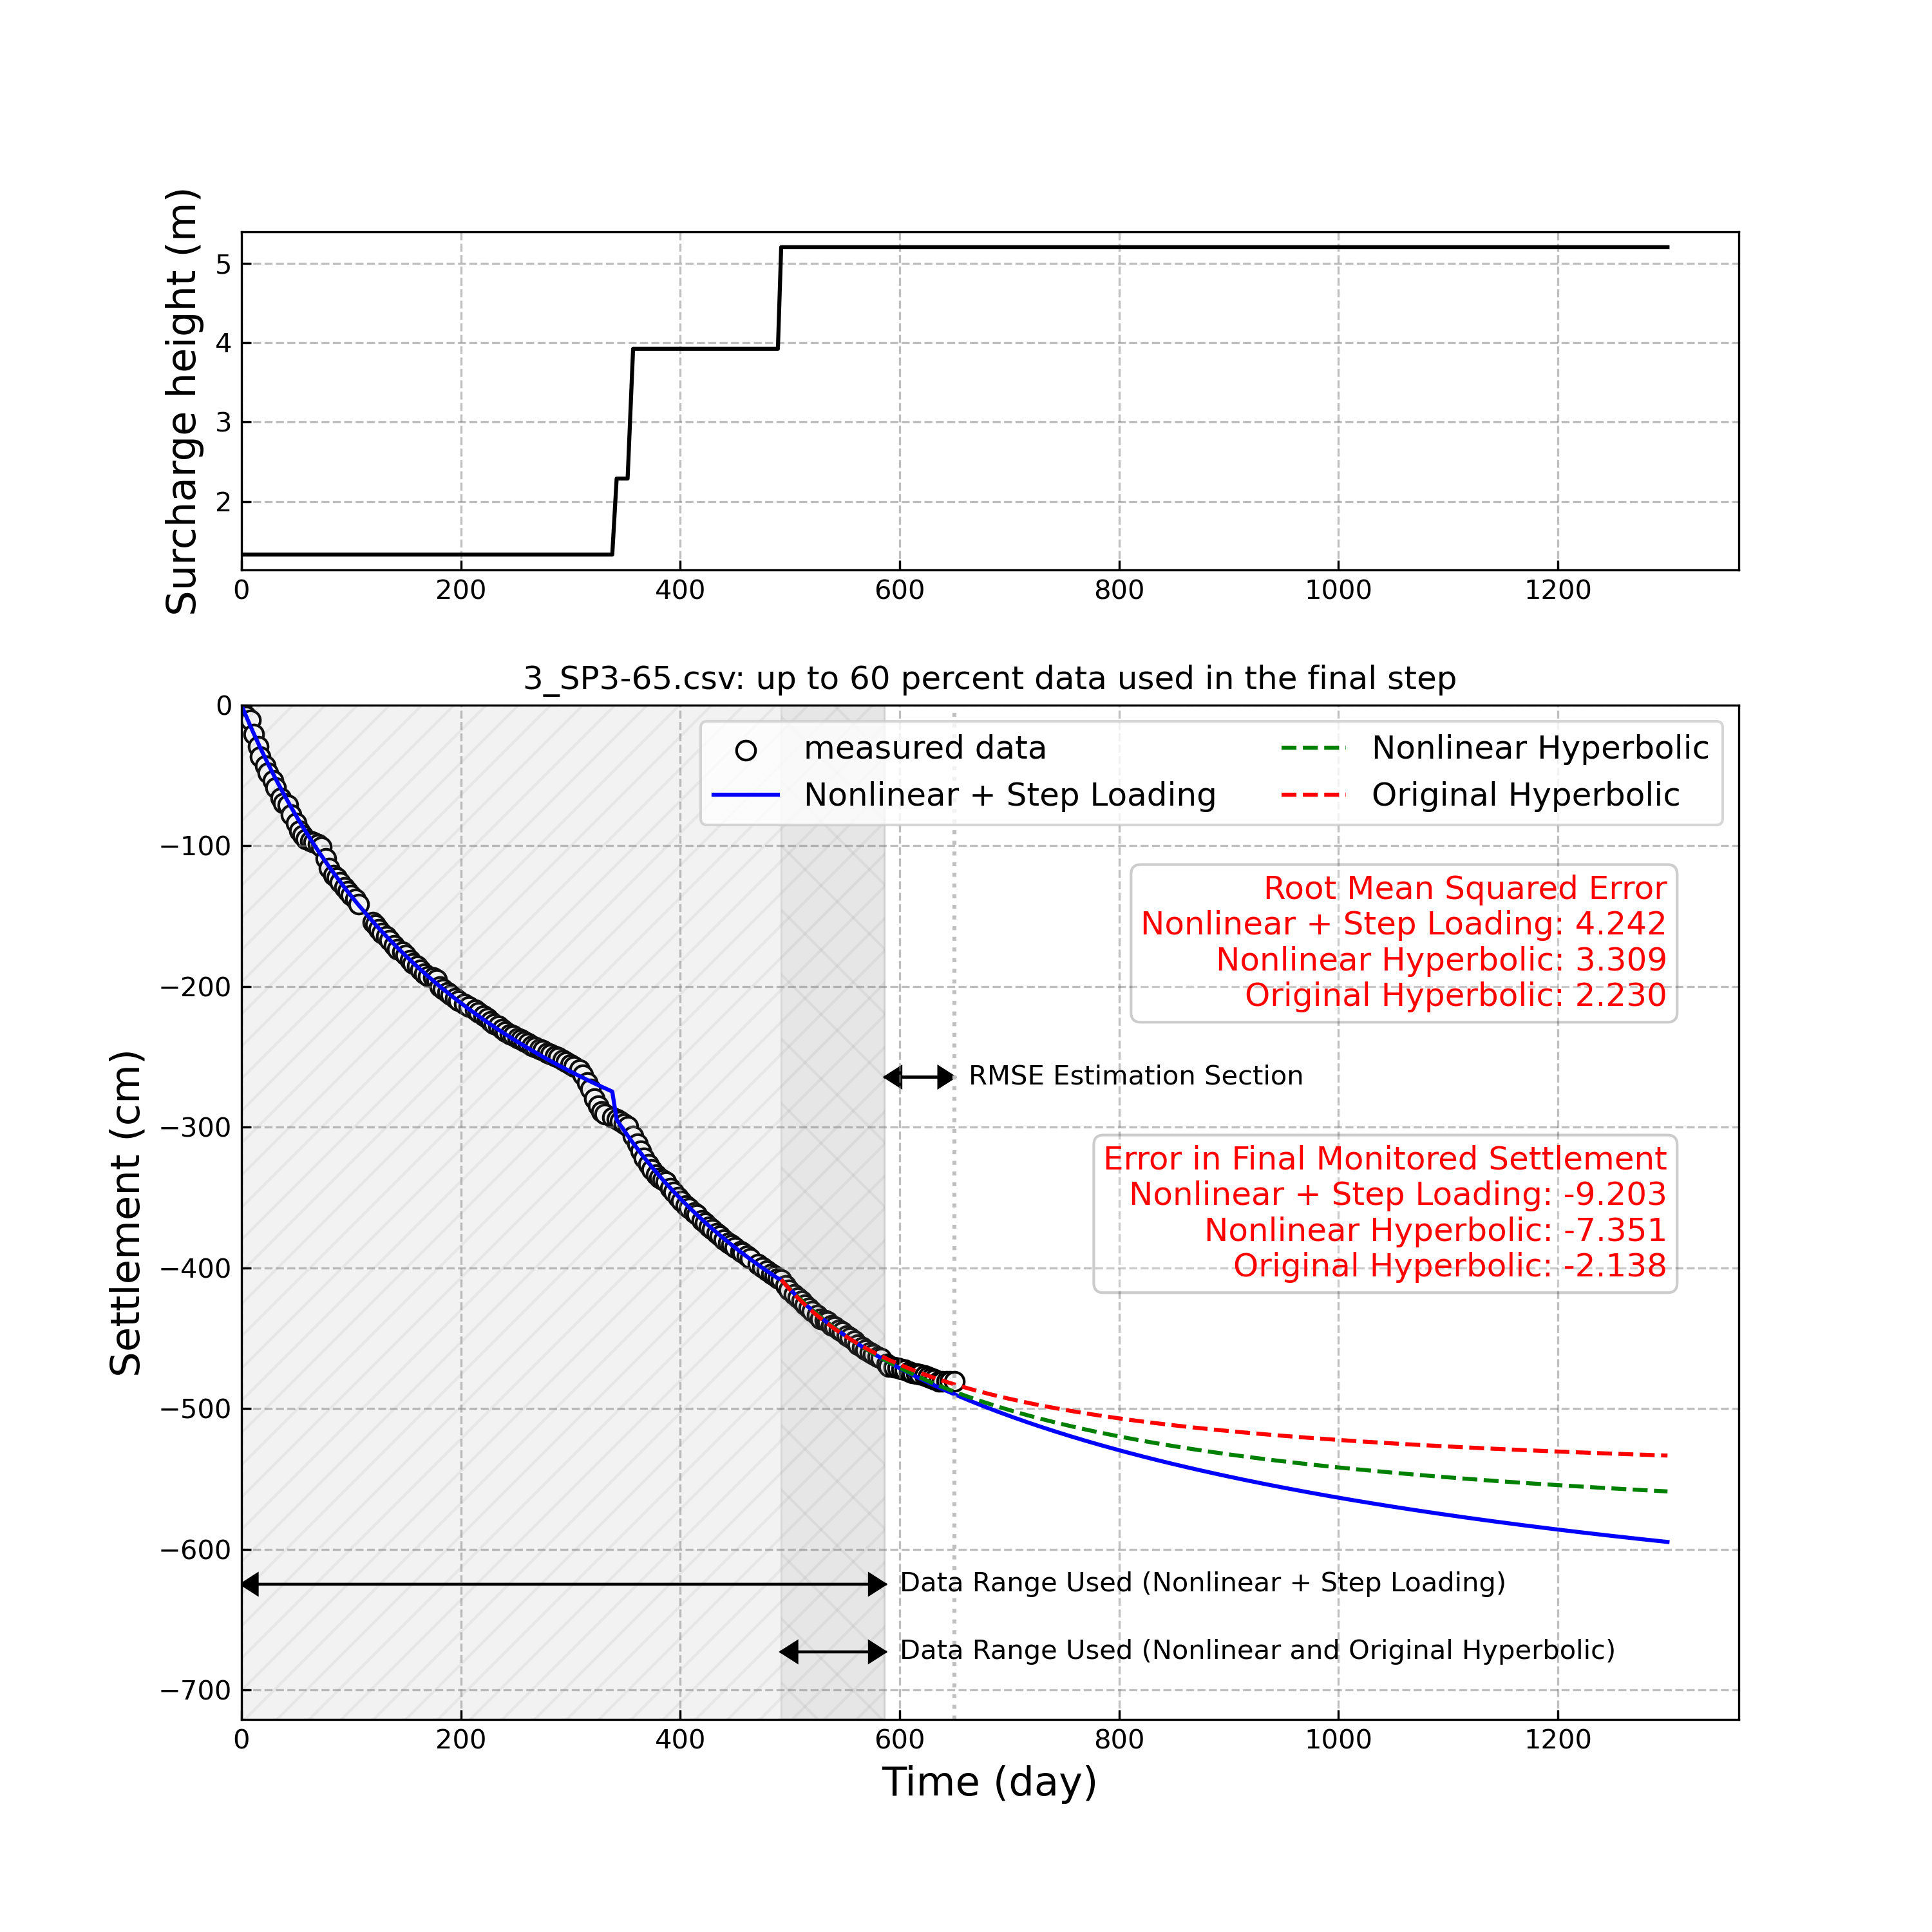 Surcharge height (m)
5
4
3
2
0 200 400 600 800 1000 1200
3_SP3-65.csv: up to 60 percent data used in the final step
measured data
Nonlinear + Step Loading
Nonlinear Hyperbolic
Original Hyperbolic
Root Mean Squared Error
Nonlinear + Step Loading: 4.242
Nonlinear Hyperbolic: 3.309
Original Hyperbolic: 2.230
RMSE Estimation Section
Error in Final Monitored Settlement
Nonlinear + Step Loading: -9.203
Nonlinear Hyperbolic: -7.351
Original Hyperbolic: -2.138
Data Range Used (Nonlinear + Step Loading)
Data Range Used (Nonlinear and Original Hyperbolic)
Settlement (cm)
0
−100
−200
−300
−400
−500
−600
−700
0 200 400 600 800 1000 1200
Time (day)